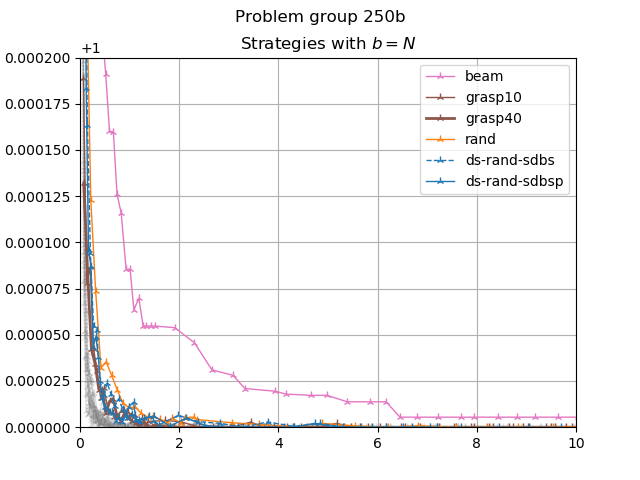 Problem group 250b
Strategies with b = N
+1
0.000200
0.000175
0.000150
0.000125
0.000100
0.000075
0.000050
0.000025
0.000000
0 2 4 6 8 10
beam
grasp10
grasp40
rand
ds-rand-sdbs
ds-rand-sdbsp